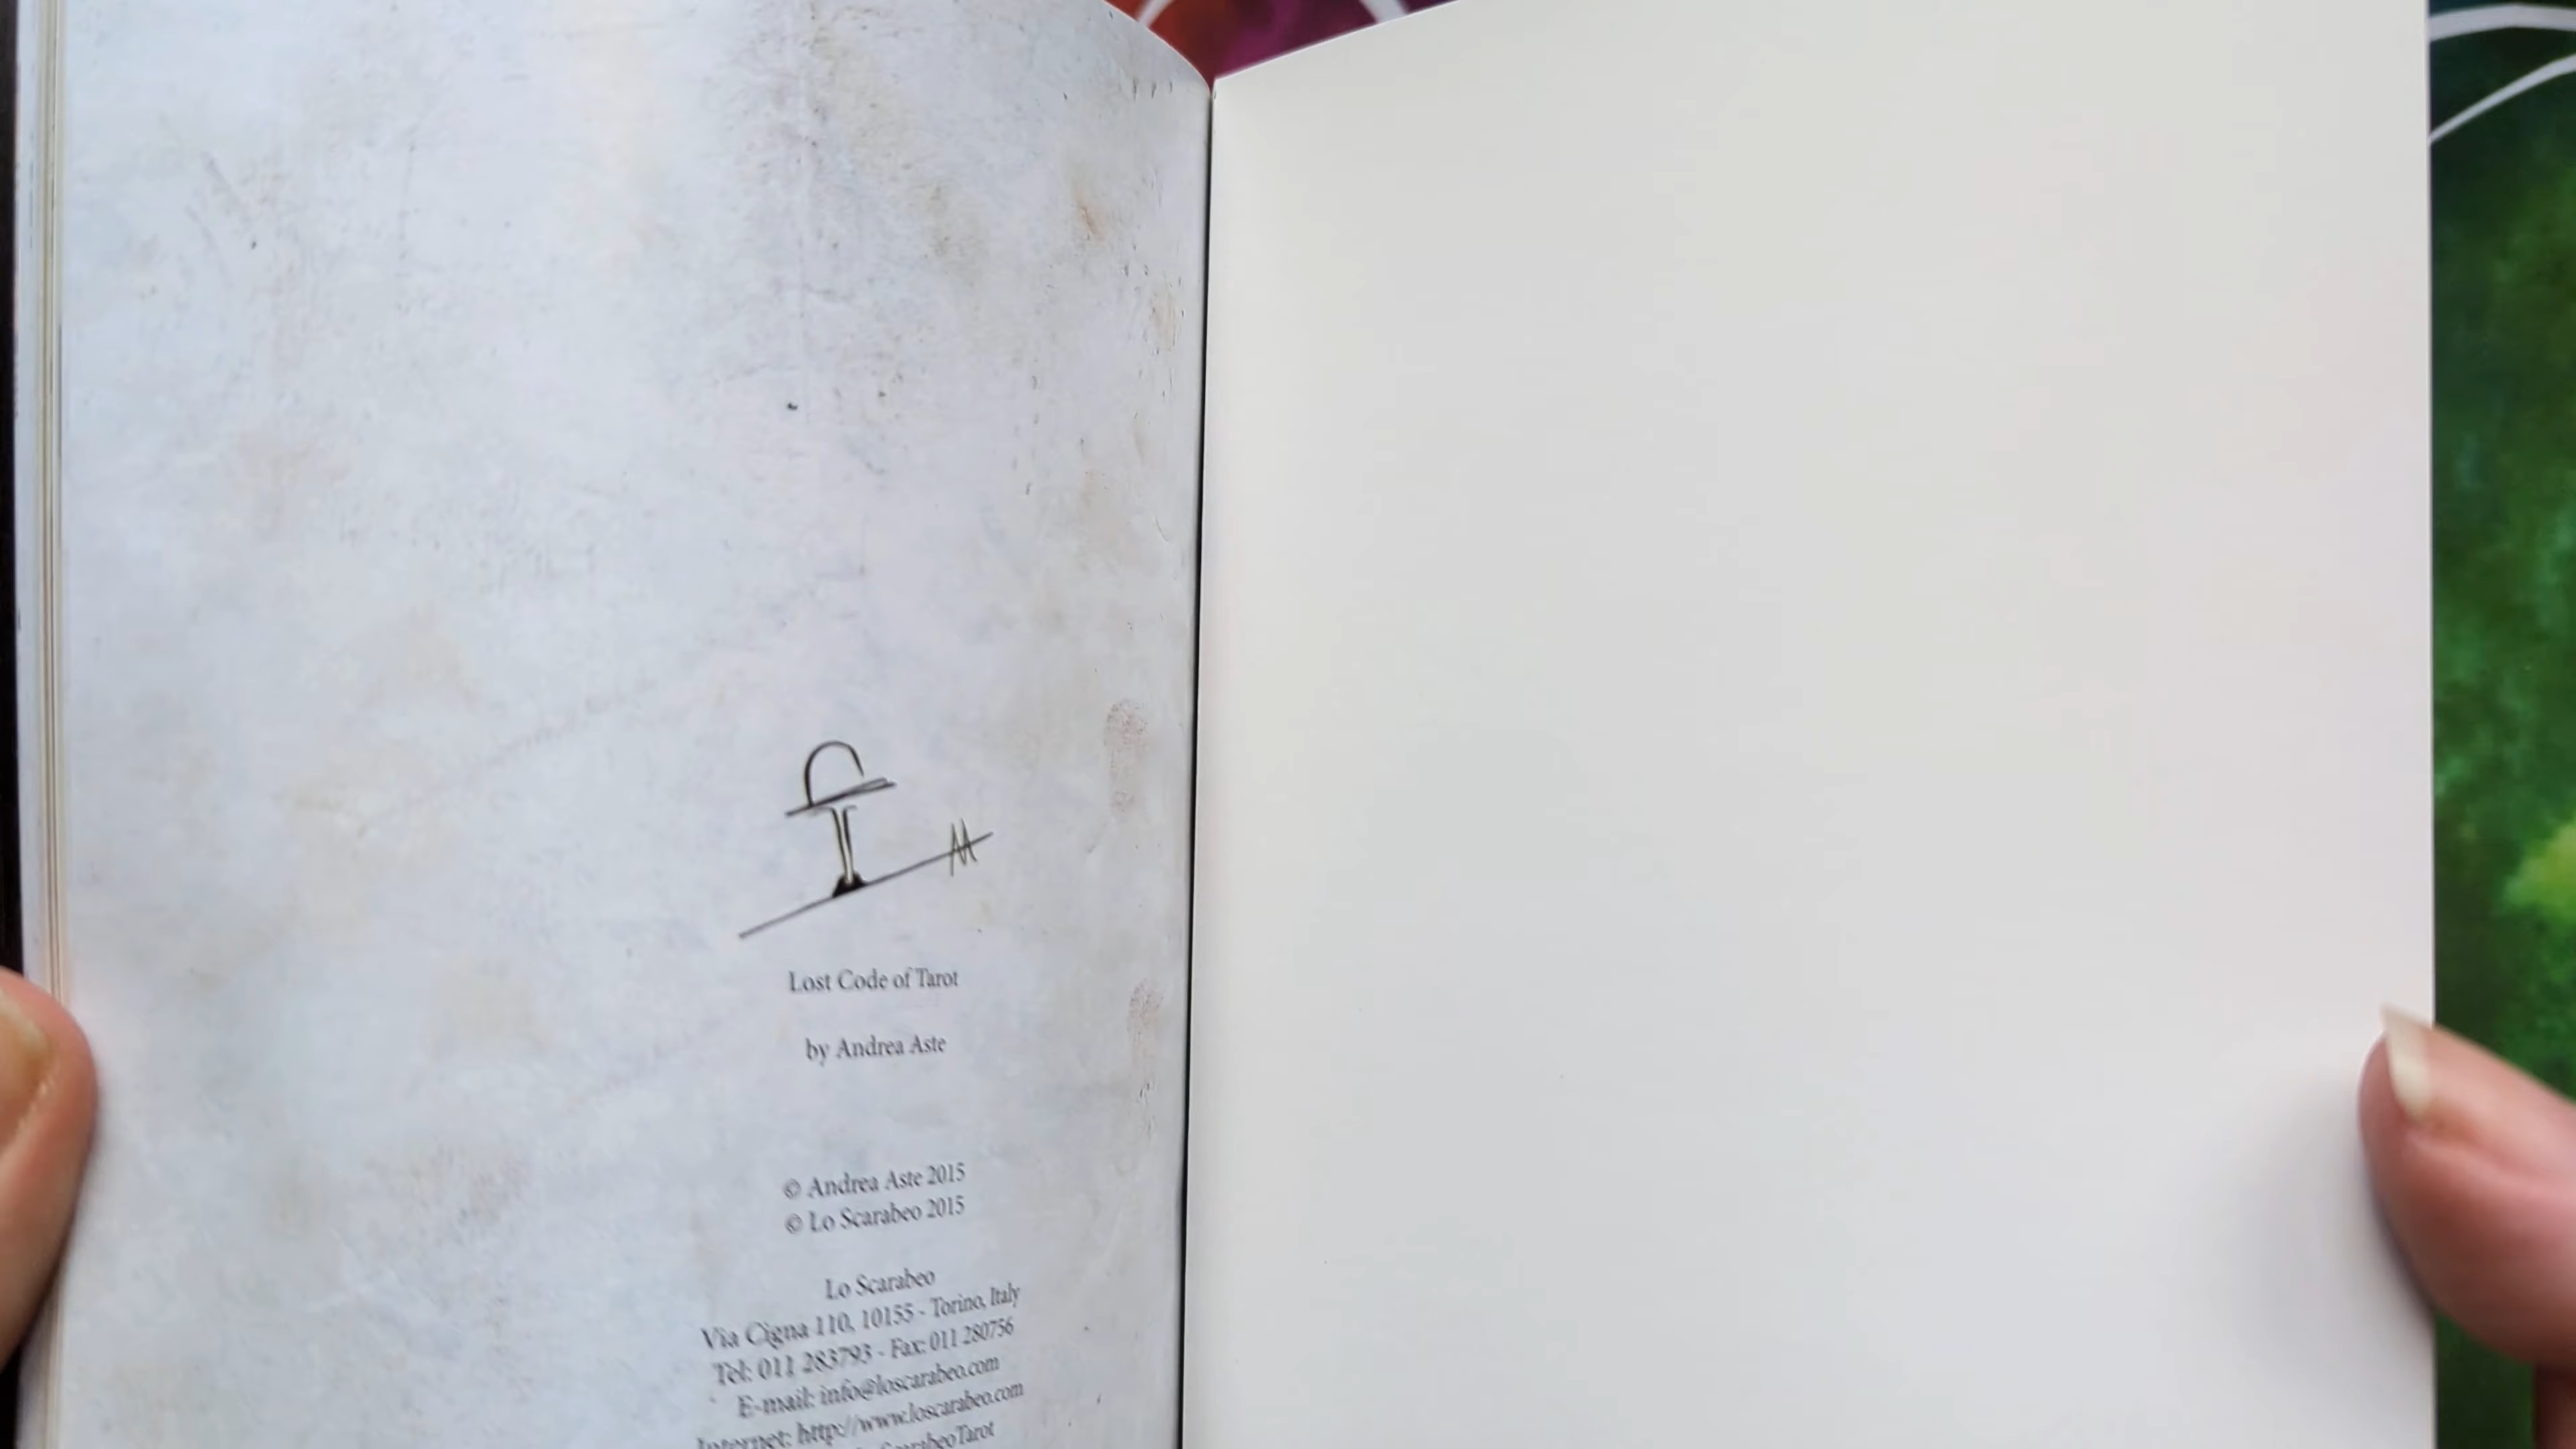 Lost Code of Tarot
by Andrea Aste
© Andrea Aste 2015
© Lo Scarabeo 2015
Lo Scarabeo
Via Cigna 110, 10155 - Torino, Italy
Tel: 011 283793 - Fax: 011 280756
E-mail: info@loscarabeo.com
Internet: http://www.loscarabeo.com